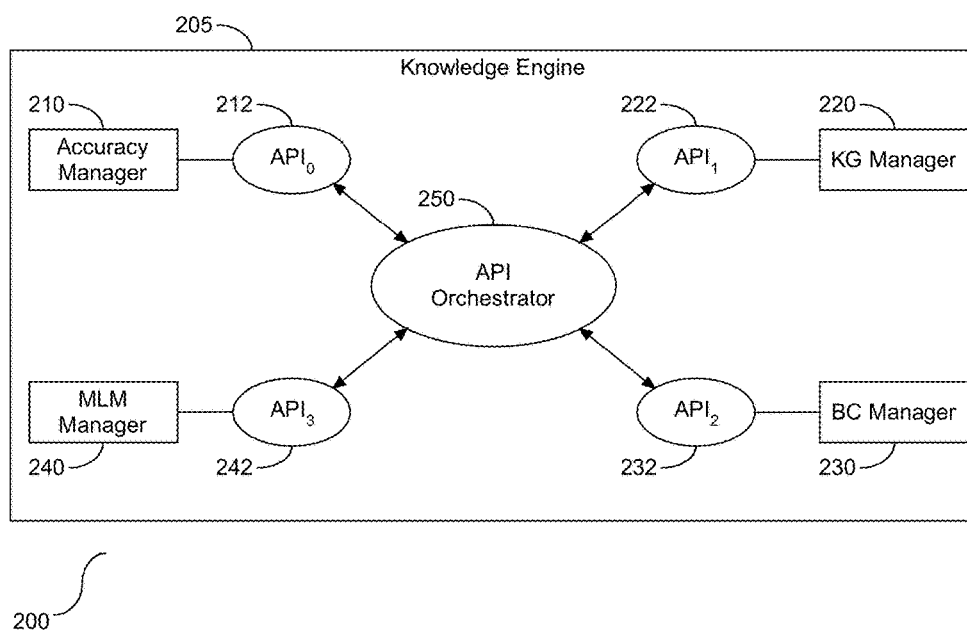 205
Knowledge Engine
210
212
222
220
Accuracy
Manager
API₀
API₁
KG Manager
250
API
Orchestrator
MLM
Manager
API₃
API₂
BC Manager
240
242
232
230
200